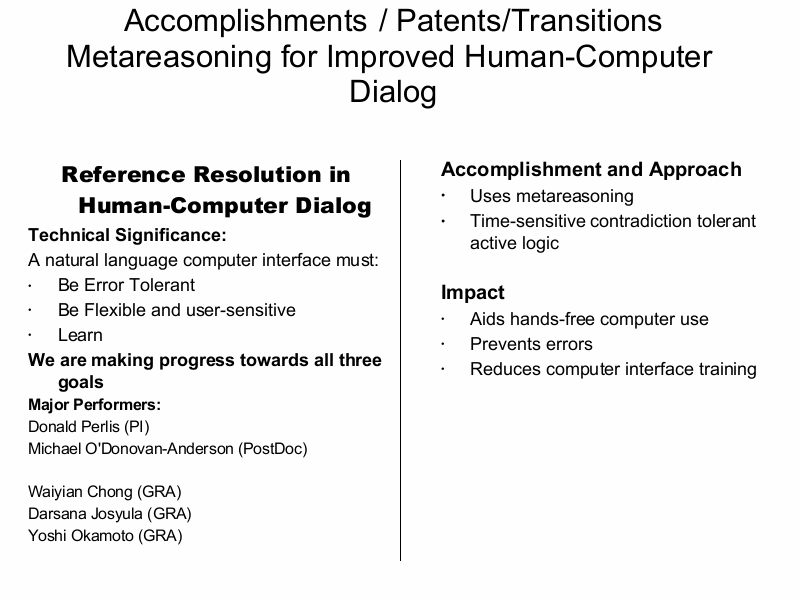 Accomplishments / Patents/Transitions
Metareasoning for Improved Human-Computer
Dialog
Reference Resolution in
Human-Computer Dialog
Technical Significance:
A natural language computer interface must:
· Be Error Tolerant
· Be Flexible and user-sensitive
· Learn
We are making progress towards all three
goals
Major Performers:
Donald Perlis (PI)
Michael O'Donovan-Anderson (PostDoc)
Waiyian Chong (GRA)
Darsana Josyula (GRA)
Yoshi Okamoto (GRA)
Accomplishment and Approach
· Uses metareasoning
· Time-sensitive contradiction tolerant
active logic
Impact
· Aids hands-free computer use
· Prevents errors
· Reduces computer interface training